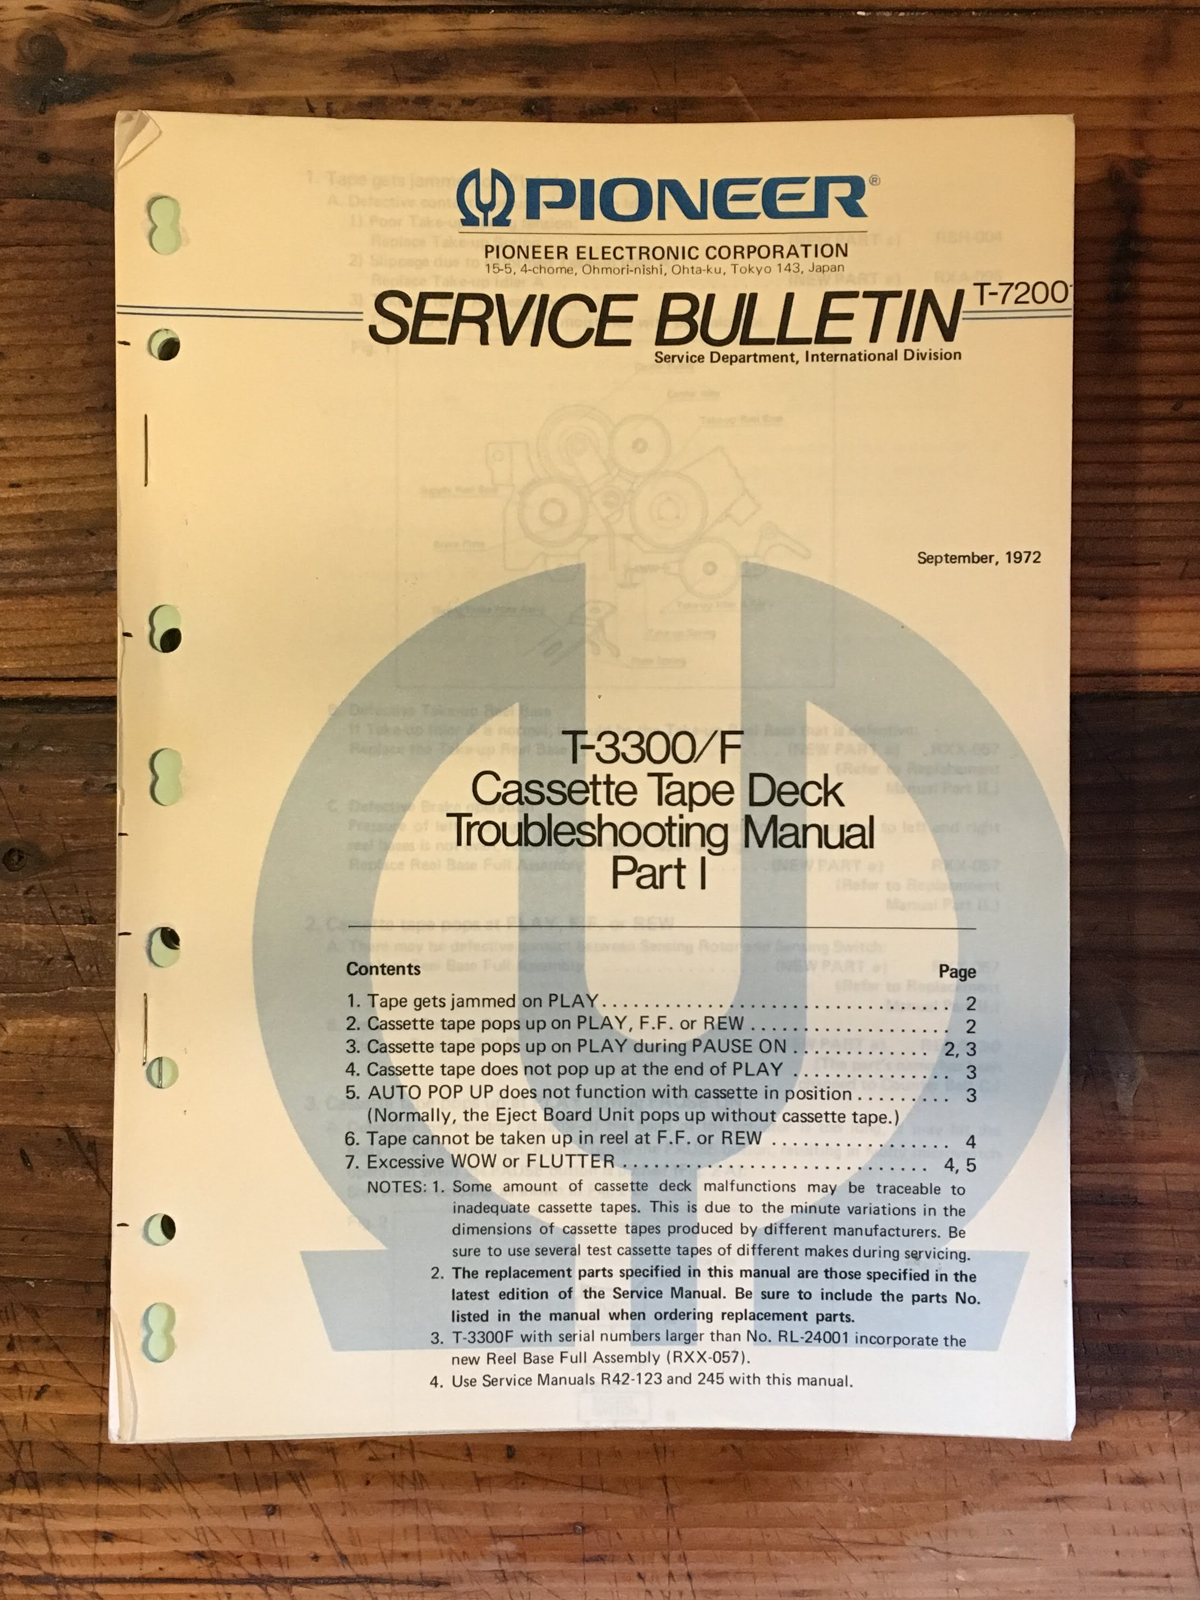 PIONEER®
PIONEER ELECTRONIC CORPORATION
15-5, 4-chome, Ohmori-nishi, Ohta-ku, Tokyo 143, Japan
SERVICE BULLETIN T-7200
Service Department, International Division
September, 1972
T-3300/F
Cassette Tape Deck
Troubleshooting Manual
Part I
Contents Page
1. Tape gets jammed on PLAY................................. 2
2. Cassette tape pops up on PLAY, F.F. or REW ................... 2
3. Cassette tape pops up on PLAY during PAUSE ON ............. 2, 3
4. Cassette tape does not pop up at the end of PLAY ............... 3
5. AUTO POP UP does not function with cassette in position ......... 3
(Normally, the Eject Board Unit pops up without cassette tape.)
6. Tape cannot be taken up in reel at F.F. or REW ................. 4
7. Excessive WOW or FLUTTER .............................. 4, 5
NOTES: 1. Some amount of cassette deck malfunctions may be traceable to
inadequate cassette tapes. This is due to the minute variations in the
dimensions of cassette tapes produced by different manufacturers. Be
sure to use several test cassette tapes of different makes during servicing.
2. The replacement parts specified in this manual are those specified in the
latest edition of the Service Manual. Be sure to include the parts No.
listed in the manual when ordering replacement parts.
3. T-3300F with serial numbers larger than No. RL-24001 incorporate the
new Reel Base Full Assembly (RXX-057).
4. Use Service Manuals R42-123 and 245 with this manual.